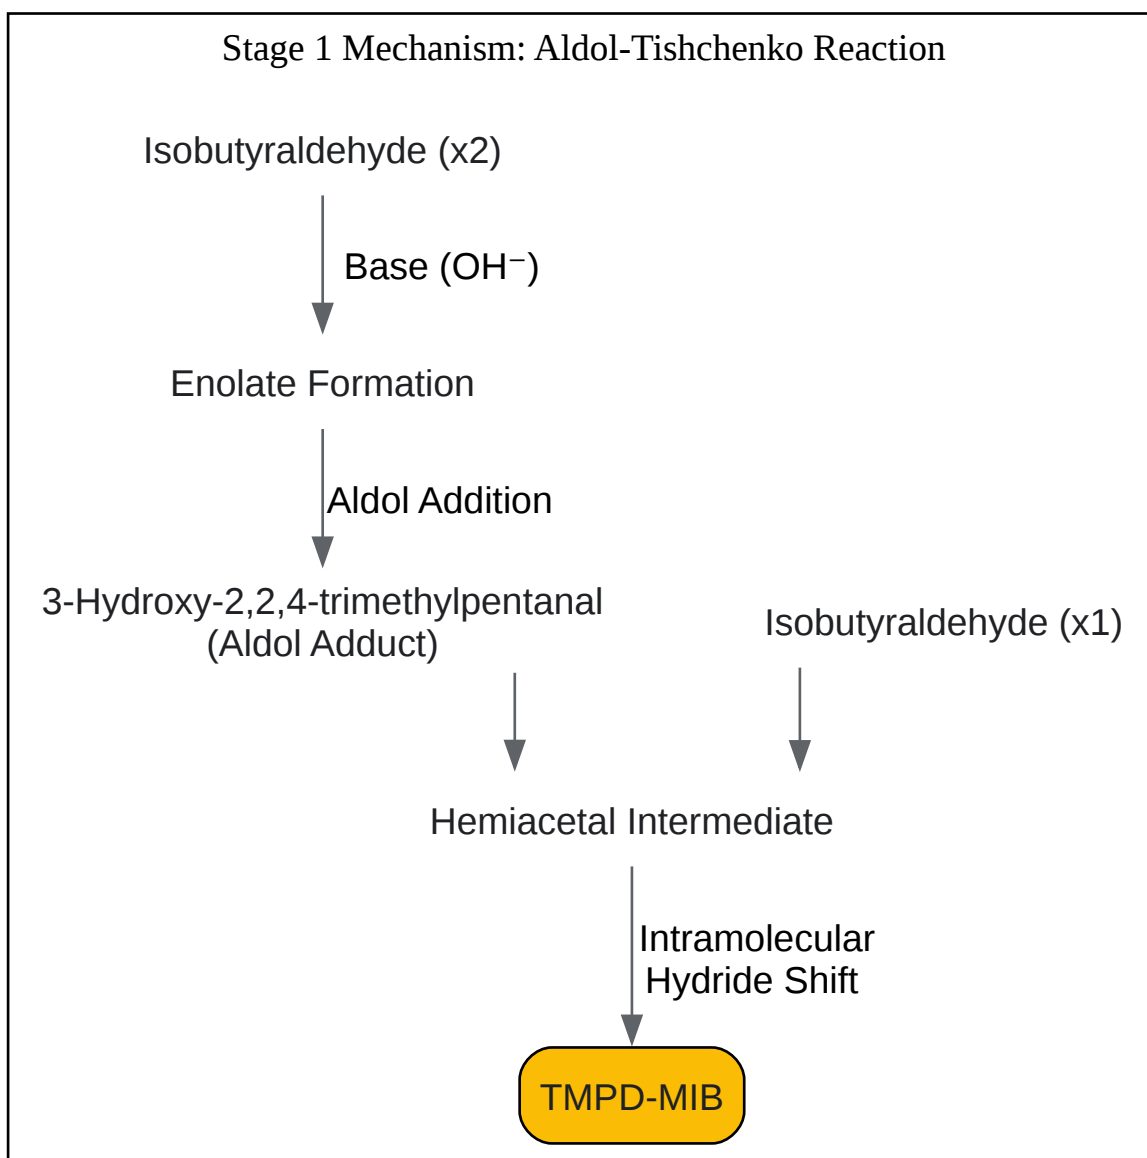 Stage 1 Mechanism: Aldol-Tishchenko Reaction
Isobutyraldehyde (x2)
Base (OH⁻)
Enolate Formation
Aldol Addition
3-Hydroxy-2,2,4-trimethylpentanal
(Aldol Adduct)
Isobutyraldehyde (x1)
Hemiacetal Intermediate
Intramolecular
Hydride Shift
TMPD-MIB